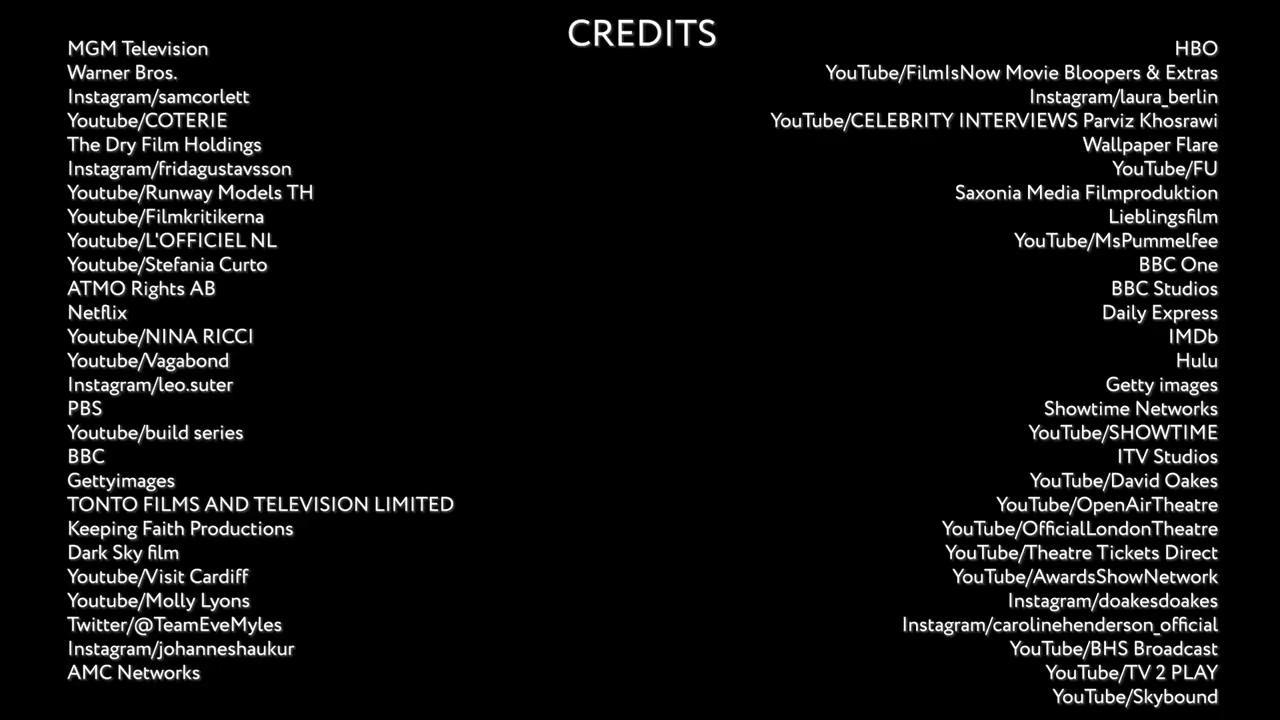 CREDITS
MGM Television
Warner Bros.
Instagram/samcorlett
Youtube/COTERIE
The Dry Film Holdings
Instagram/fridagustavsson
Youtube/Runway Models TH
Youtube/Filmkritikerna
Youtube/L'OFFICIEL NL
Youtube/Stefania Curto
ATMO Rights AB
Netflix
Youtube/NINA RICCI
Youtube/Vagabond
Instagram/leo.suter
PBS
Youtube/build series
BBC
Gettyimages
TONTO FILMS AND TELEVISION LIMITED
Keeping Faith Productions
Dark Sky film
Youtube/Visit Cardiff
Youtube/Molly Lyons
Twitter/@TeamEveMyles
Instagram/johanneshaukur
AMC Networks
HBO
YouTube/FilmIsNow Movie Bloopers & Extras
Instagram/laura_berlin
YouTube/CELEBRITY INTERVIEWS Parviz Khosrawi
Wallpaper Flare
YouTube/FU
Saxonia Media Filmproduktion
Lieblingsfilm
YouTube/MsPummelfee
BBC One
BBC Studios
Daily Express
IMDb
Hulu
Getty images
Showtime Networks
YouTube/SHOWTIME
ITV Studios
YouTube/David Oakes
YouTube/OpenAirTheatre
YouTube/OfficialLondonTheatre
YouTube/Theatre Tickets Direct
YouTube/AwardsShowNetwork
Instagram/doakesdoakes
Instagram/carolinehenderson_official
YouTube/BHS Broadcast
YouTube/TV 2 PLAY
YouTube/Skybound